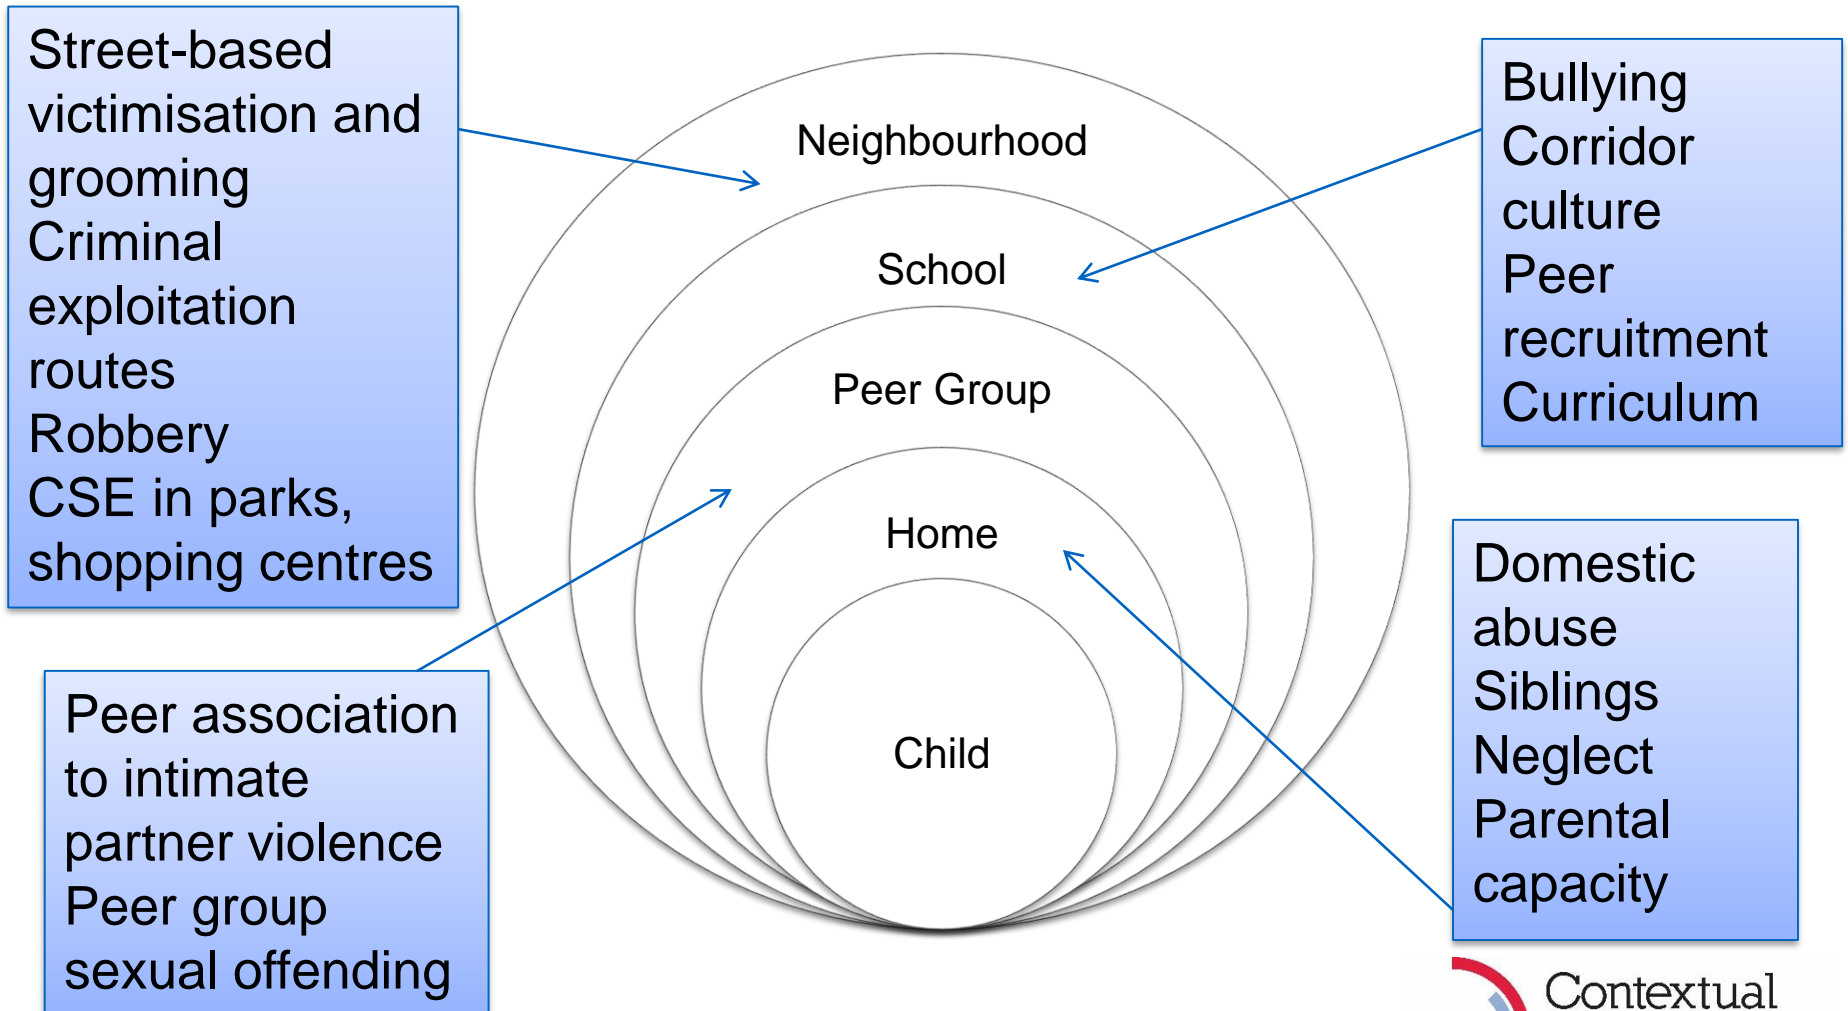 Street-based
victimisation and
grooming
Criminal
exploitation
routes
Robbery
CSE in parks,
shopping centres
Peer association
to intimate
partner violence
Peer group
sexual offending
Neighbourhood
School
Peer Group
Home
Child
Bullying
Corridor
culture
Peer
recruitment
Curriculum
Domestic
abuse
Siblings
Neglect
Parental
capacity
Contextual